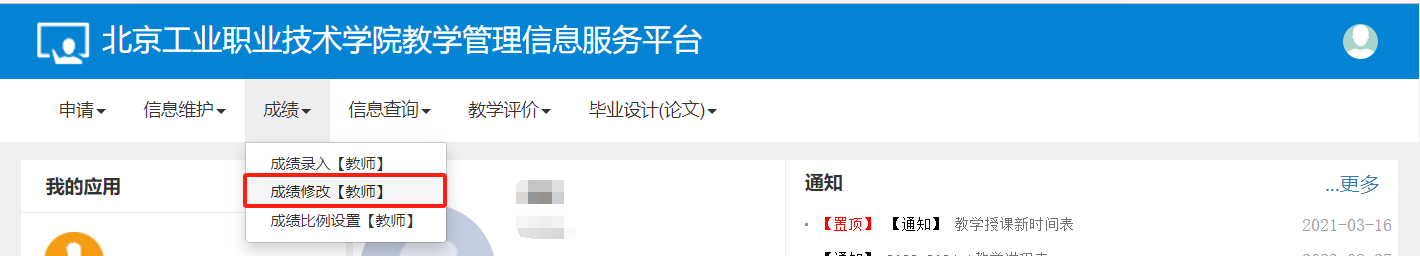 北京工业职业技术学院教学管理信息服务平台
申请 信息维护 成绩 信息查询 教学评价 毕业设计(论文)
成绩录入【教师】
成绩修改【教师】
成绩比例设置【教师】
我的应用
通知 ...更多
【置顶】 【通知】 教学授课新时间表 2021-03-16